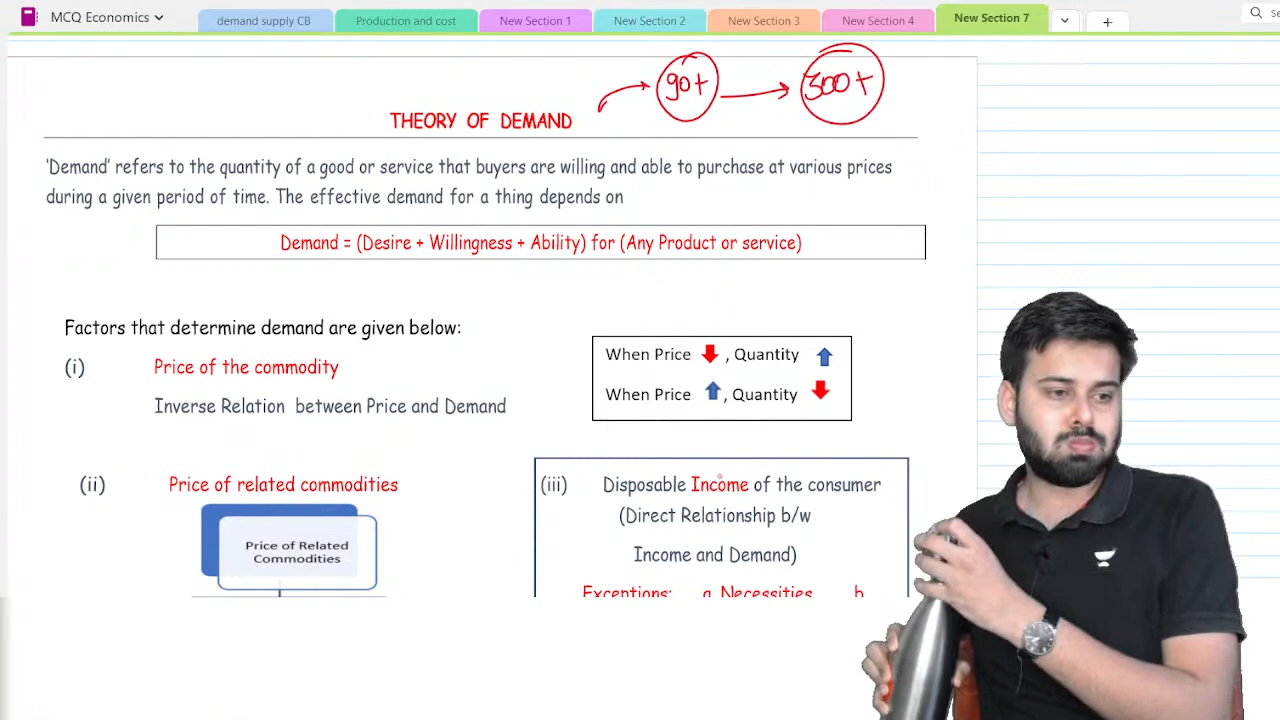 MCQ Economics
demand supply CB
Production and cost
New Section 1
New Section 2
New Section 3
New Section 4
New Section 7
90+
300+
THEORY OF DEMAND
'Demand' refers to the quantity of a good or service that buyers are willing and able to purchase at various prices
during a given period of time. The effective demand for a thing depends on
Demand = (Desire + Willingness + Ability) for (Any Product or service)
Factors that determine demand are given below:
(i) Price of the commodity
Inverse Relation between Price and Demand
When Price , Quantity
When Price , Quantity
(ii) Price of related commodities
Price of Related
Commodities
(iii) Disposable Income of the consumer
(Direct Relationship b/w
Income and Demand)
Exceptions: a Necessities b